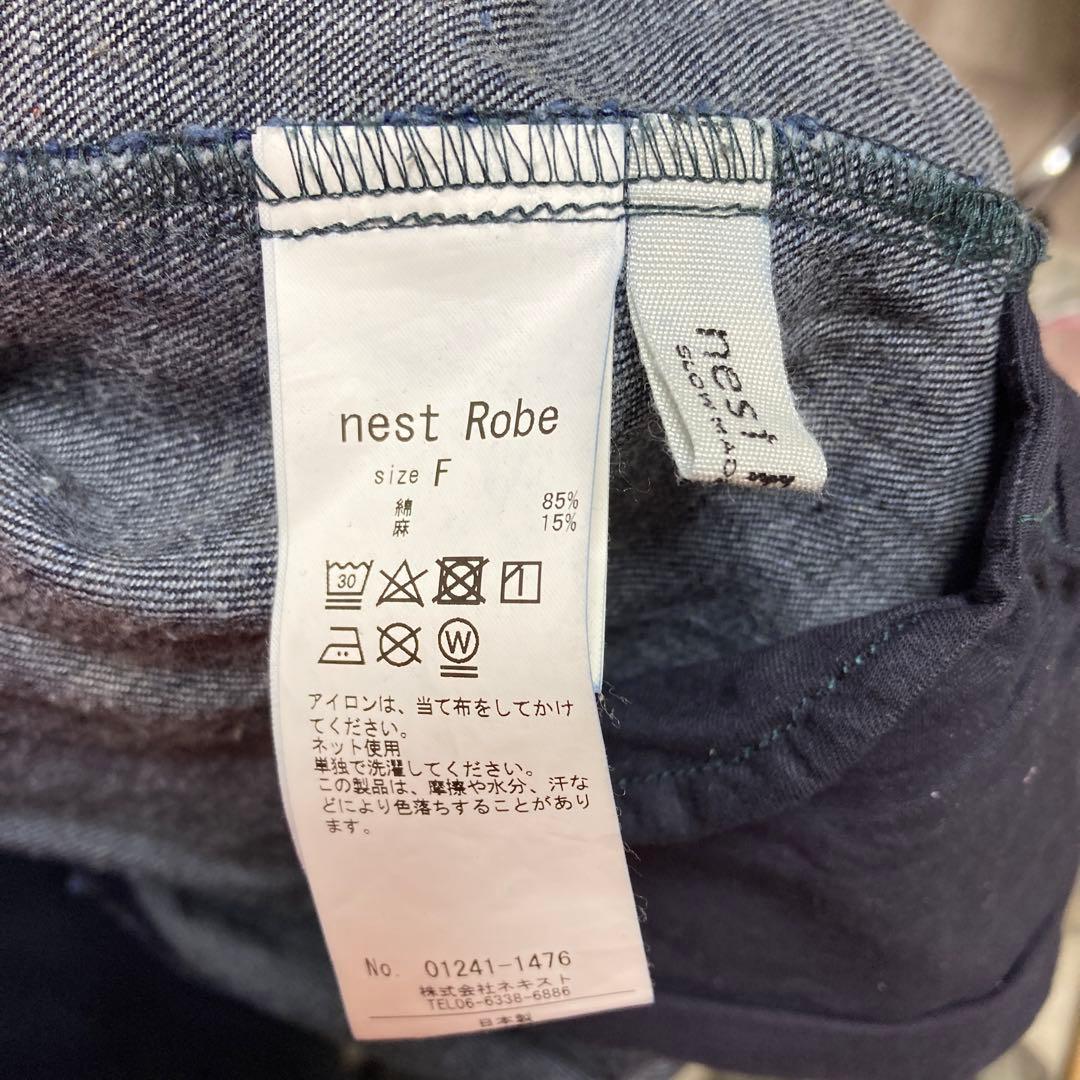 nest Robe
size F
綿 85%
麻 15%
30
W
アイロンは、当て布をしてかけ
てください。
ネット使用
単独で洗濯してください。
この製品は、摩擦や水分、汗な
どにより色落ちすることがあり
ます。
No. 01241-1476
株式会社ネキスト
TEL06-6338-6886
日本製
nest